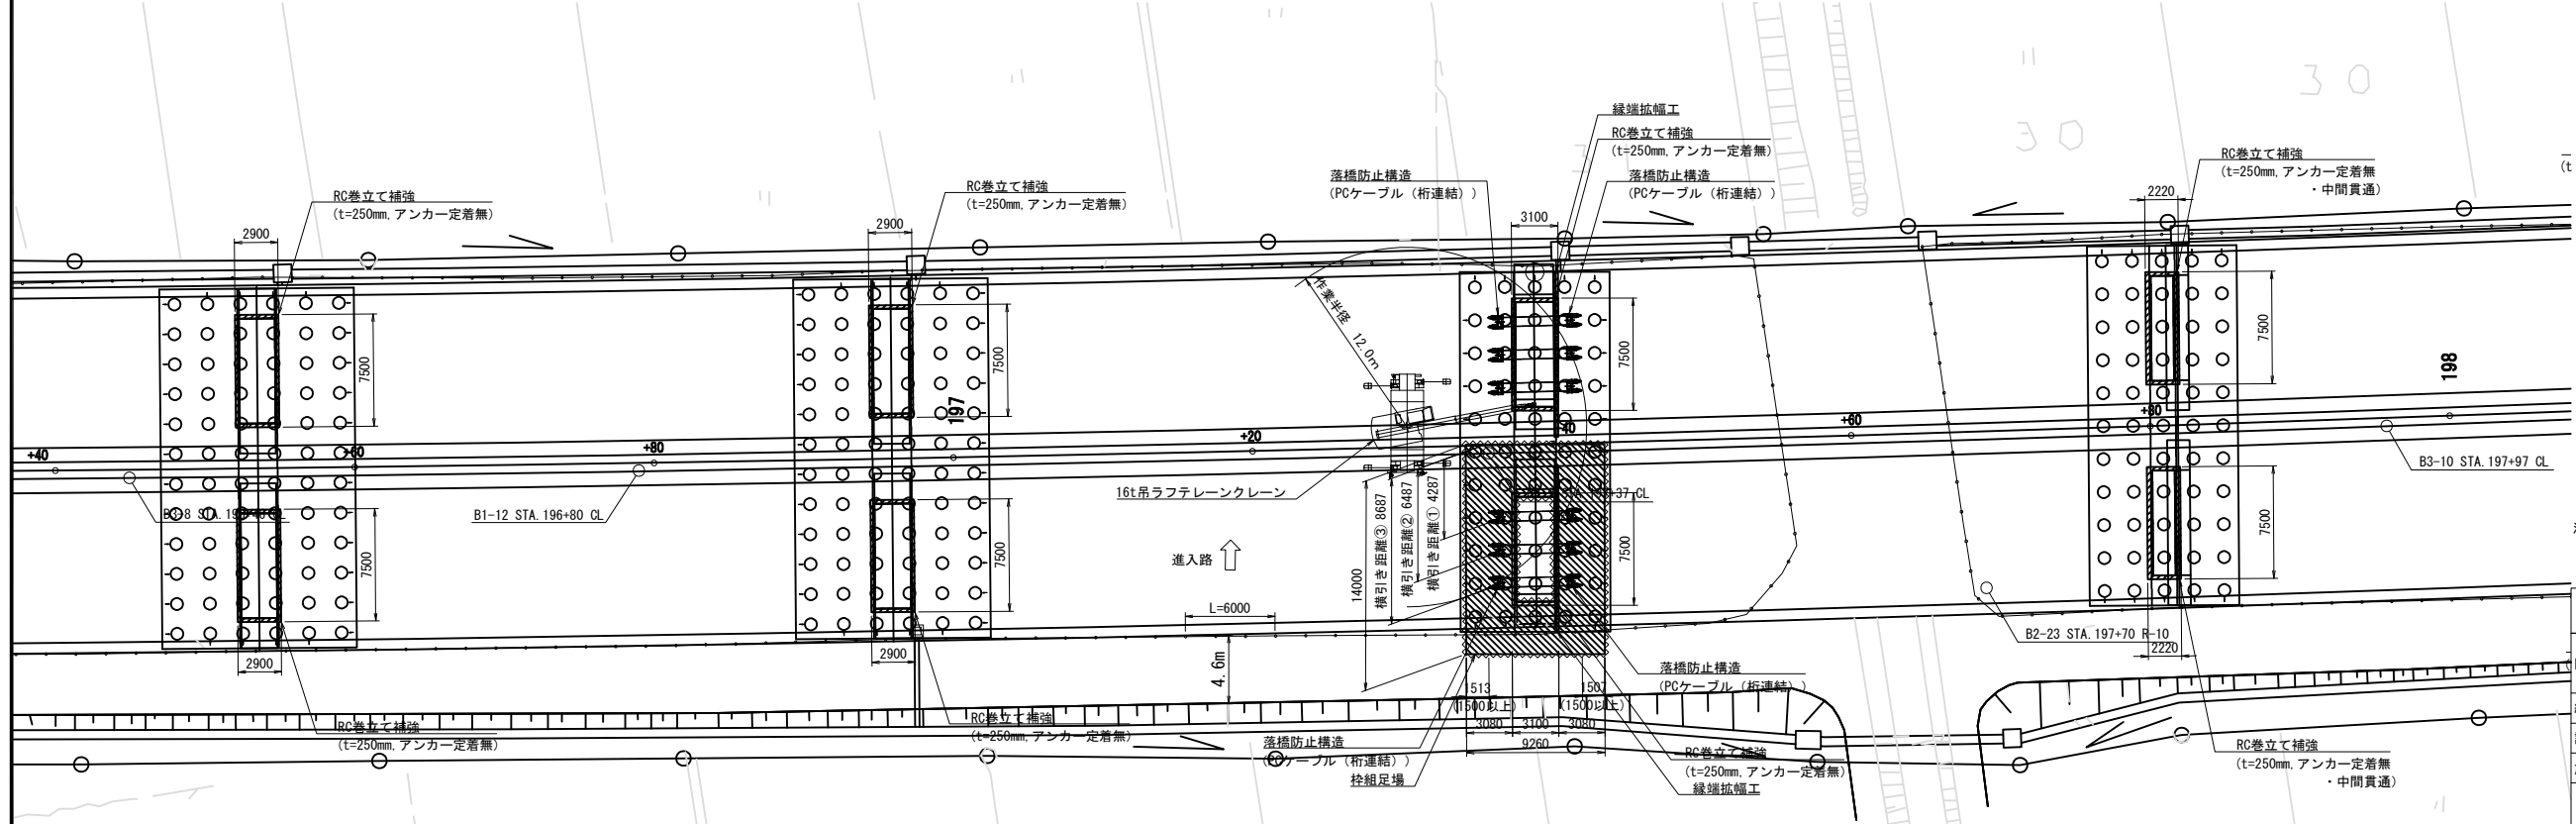 縁端拡幅工
RC巻立て補強
(t=250mm,アンカー定着無)
落橋防止構造
(PCケーブル（桁連結）)
落橋防止構造
(PCケーブル（桁連結）)
RC巻立て補強
(t=250mm,アンカー定着無
・中間貫通)
RC巻立て補強
(t=250mm,アンカー定着無)
RC巻立て補強
(t=250mm,アンカー定着無)
30
30
2900
2900
3100
2220
作業半径 12.0m
7500
7500
7500
7500
197
198
+40
+60
+80
+20
40
+60
+80
B1-12 STA.196+80 CL
16t吊ラフテレーンクレーン
B3-10 STA.197+97 CL
+37 CL
進入路
L=6000
4.6m
14000
横引き距離③ 8687
横引き距離② 6487
横引き距離① 4287
7500
7500
7500
7500
B2-23 STA.197+70 R-10
2900
2900
2220
落橋防止構造
(PCケーブル（桁連結）)
1513
(1500以上)
1507
(1500以上)
3080
3100
3080
9260
RC巻立て補強
(t=250mm,アンカー定着無)
RC巻立て補強
(t=250mm,アンカー定着無)
落橋防止構造
(PCケーブル（桁連結）)
枠組足場
RC巻立て補強
(t=250mm,アンカー定着無)
縁端拡幅工
RC巻立て補強
(t=250mm,アンカー定着無
・中間貫通)